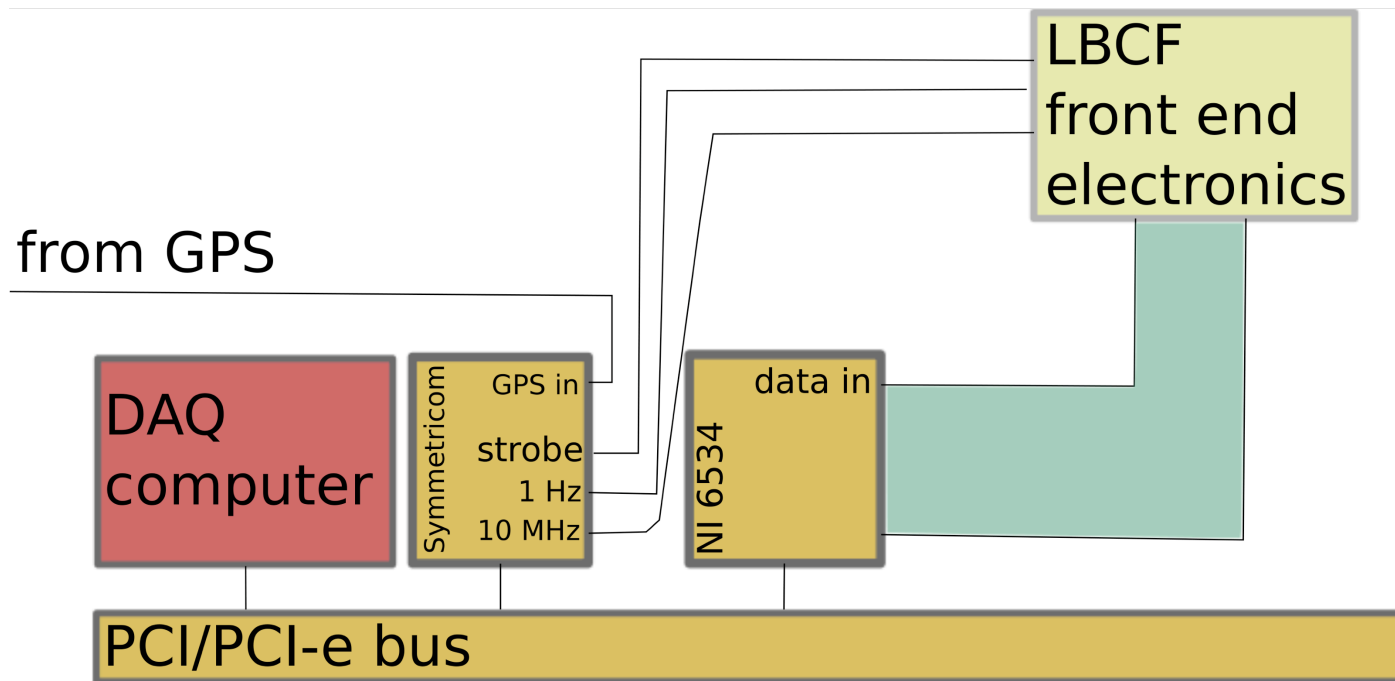 LBCF
front end
electronics
from GPS
DAQ
computer
Symmetricom
GPS in
strobe
1 Hz
10 MHz
NI 6534
data in
PCI/PCI-e bus